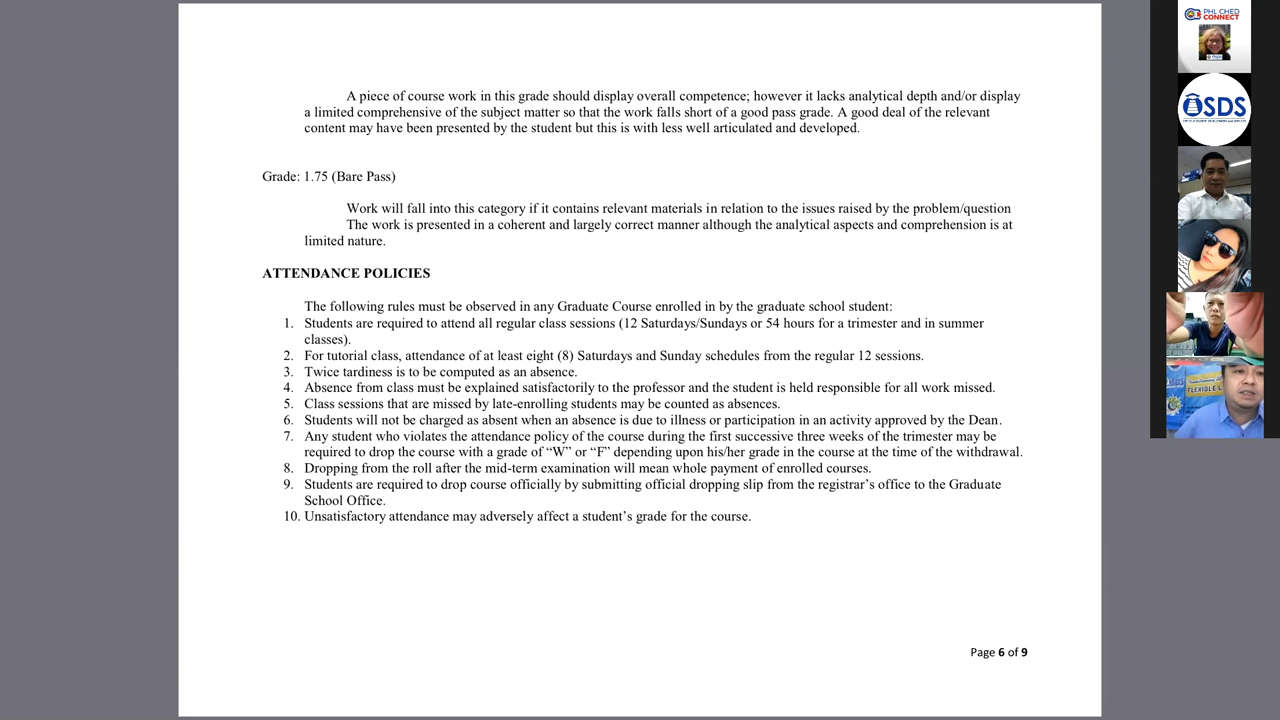 A piece of course work in this grade should display overall competence; however it lacks analytical depth and/or display
a limited comprehensive of the subject matter so that the work falls short of a good pass grade. A good deal of the relevant
content may have been presented by the student but this is with less well articulated and developed.
Grade: 1.75 (Bare Pass)
Work will fall into this category if it contains relevant materials in relation to the issues raised by the problem/question
The work is presented in a coherent and largely correct manner although the analytical aspects and comprehension is at
limited nature.
ATTENDANCE POLICIES
The following rules must be observed in any Graduate Course enrolled in by the graduate school student:
1. Students are required to attend all regular class sessions (12 Saturdays/Sundays or 54 hours for a trimester and in summer
classes).
2. For tutorial class, attendance of at least eight (8) Saturdays and Sunday schedules from the regular 12 sessions.
3. Twice tardiness is to be computed as an absence.
4. Absence from class must be explained satisfactorily to the professor and the student is held responsible for all work missed.
5. Class sessions that are missed by late-enrolling students may be counted as absences.
6. Students will not be charged as absent when an absence is due to illness or participation in an activity approved by the Dean.
7. Any student who violates the attendance policy of the course during the first successive three weeks of the trimester may be
required to drop the course with a grade of “W” or “F” depending upon his/her grade in the course at the time of the withdrawal.
8. Dropping from the roll after the mid-term examination will mean whole payment of enrolled courses.
9. Students are required to drop course officially by submitting official dropping slip from the registrar’s office to the Graduate
School Office.
10. Unsatisfactory attendance may adversely affect a student’s grade for the course.
Page 6 of 9
PHL CHED
CONNECT
OSDS
FLEXIBLE L